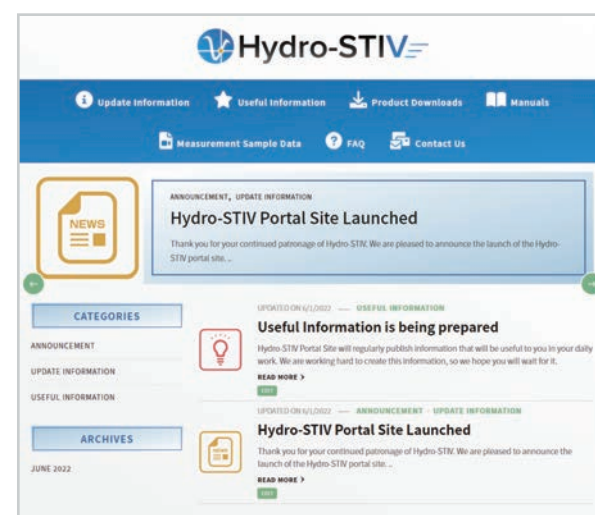 Hydro-STIV
Update Information
Useful Information
Product Downloads
Manuals
Measurement Sample Data
FAQ
Contact Us
NEWS
ANNOUNCEMENT, UPDATE INFORMATION
Hydro-STIV Portal Site Launched
Thank you for your continued patronage of Hydro-STIV. We are pleased to announce the launch of the Hydro-
STIV portal site. ..
CATEGORIES
ANNOUNCEMENT
UPDATE INFORMATION
USEFUL INFORMATION
ARCHIVES
JUNE 2022
UPDATED ON 6/1/2022 — USEFUL INFORMATION
Useful Information is being prepared
Hydro-STIV Portal Site will regularly publish information that will be useful to you in your daily
work. We are working hard to create this information, so we hope you will wait for it.
READ MORE >
EDIT
UPDATED ON 6/1/2022 — ANNOUNCEMENT · UPDATE INFORMATION
NEWS
Hydro-STIV Portal Site Launched
Thank you for your continued patronage of Hydro-STIV. We are pleased to announce the
launch of the Hydro-STIV portal site. ..
READ MORE >
EDIT